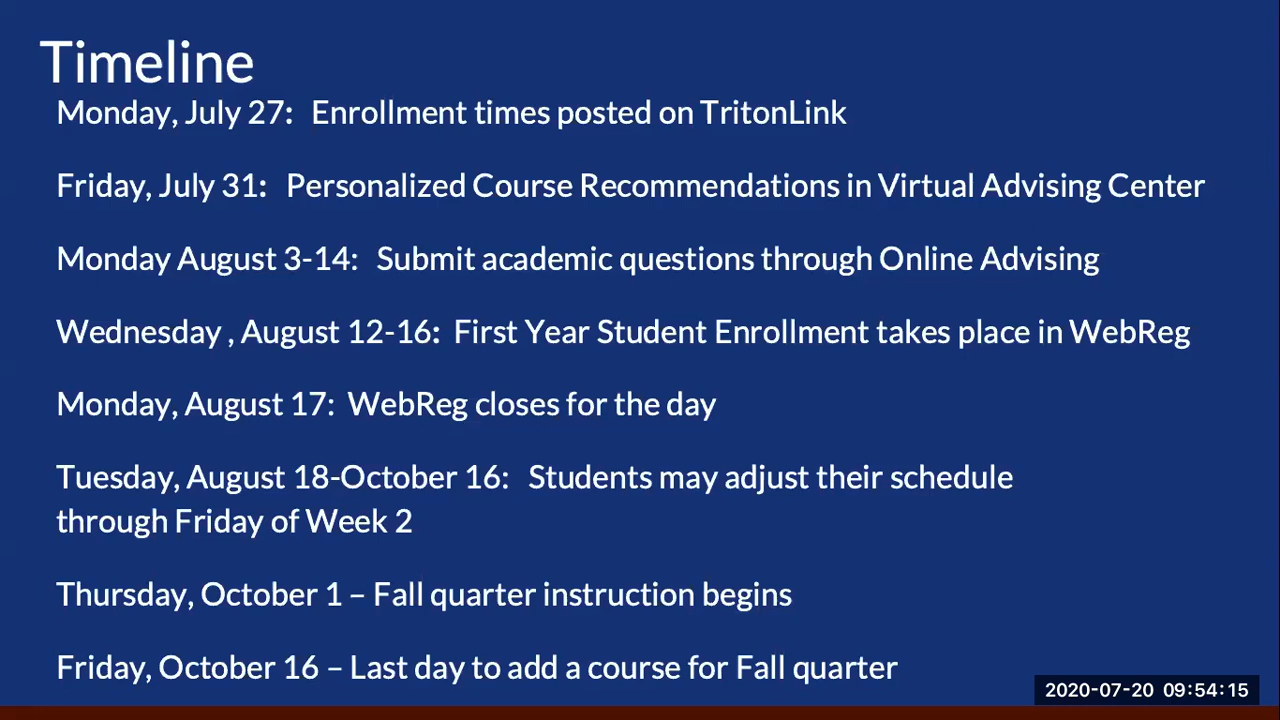 Timeline
Monday, July 27: Enrollment times posted on TritonLink
Friday, July 31: Personalized Course Recommendations in Virtual Advising Center
Monday August 3-14: Submit academic questions through Online Advising
Wednesday , August 12-16: First Year Student Enrollment takes place in WebReg
Monday, August 17: WebReg closes for the day
Tuesday, August 18-October 16: Students may adjust their schedule
through Friday of Week 2
Thursday, October 1 – Fall quarter instruction begins
Friday, October 16 – Last day to add a course for Fall quarter
2020-07-20 09:54:15